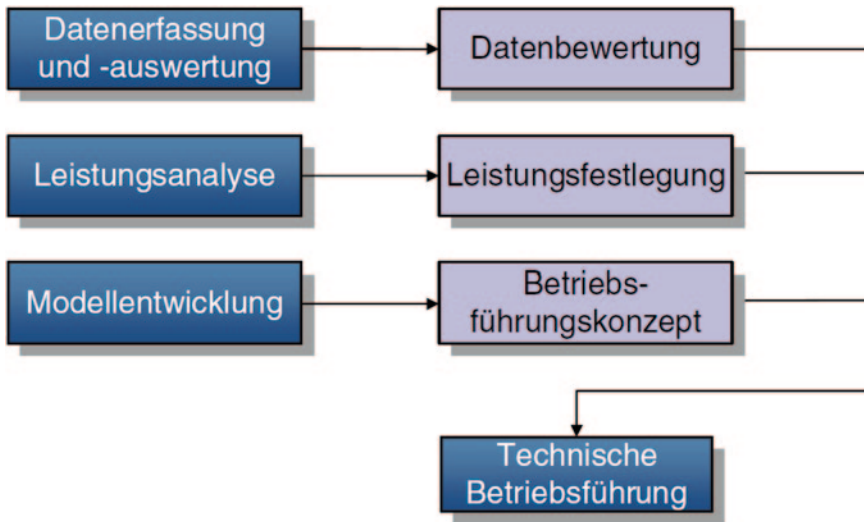 Datenerfassung
und -auswertung
Datenbewertung
Leistungsanalyse
Leistungsfestlegung
Modellentwicklung
Betriebs-
führungskonzept
Technische
Betriebsführung